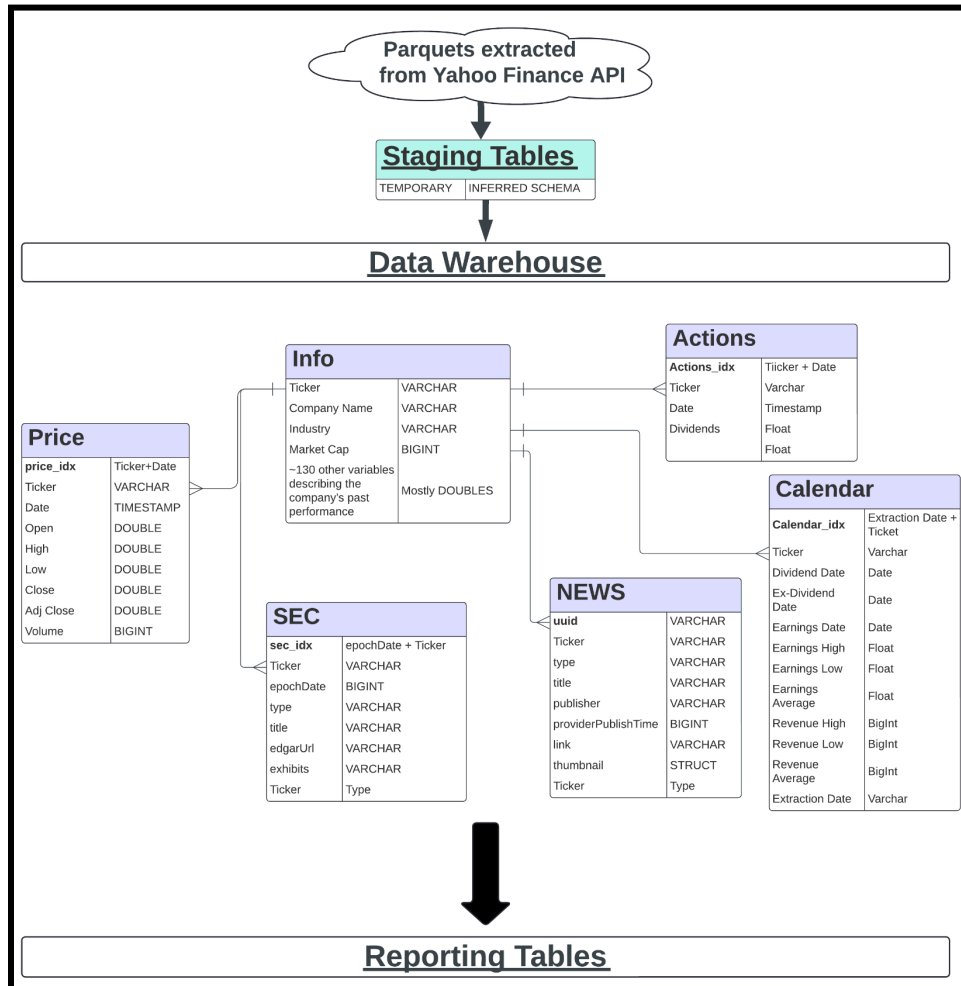 Parquets extracted
from Yahoo Finance API
Staging Tables
TEMPORARY INFERRED SCHEMA
Data Warehouse
Info
Ticker VARCHAR
Company Name VARCHAR
Industry VARCHAR
Market Cap BIGINT
~130 other variables
describing the
company's past
performance
Mostly DOUBLES
Actions
Actions_idx Tiicker + Date
Ticker Varchar
Date Timestamp
Dividends Float
Float
Price
price_idx Ticker+Date
Ticker VARCHAR
Date TIMESTAMP
Open DOUBLE
High DOUBLE
Low DOUBLE
Close DOUBLE
Adj Close DOUBLE
Volume BIGINT
Calendar
Calendar_idx
Extraction Date +
Ticket
Ticker Varchar
Dividend Date Date
Ex-Dividend
Date
Date
Earnings Date Date
Earnings High Float
Earnings Low Float
Earnings
Average
Float
Revenue High BigInt
Revenue Low BigInt
Revenue
Average
BigInt
Extraction Date Varchar
SEC
sec_idx epochDate + Ticker
Ticker VARCHAR
epochDate BIGINT
type VARCHAR
title VARCHAR
edgarUrl VARCHAR
exhibits VARCHAR
Ticker Type
NEWS
uuid VARCHAR
Ticker VARCHAR
type VARCHAR
title VARCHAR
publisher VARCHAR
providerPublishTime BIGINT
link VARCHAR
thumbnail STRUCT
Ticker Type
Reporting Tables